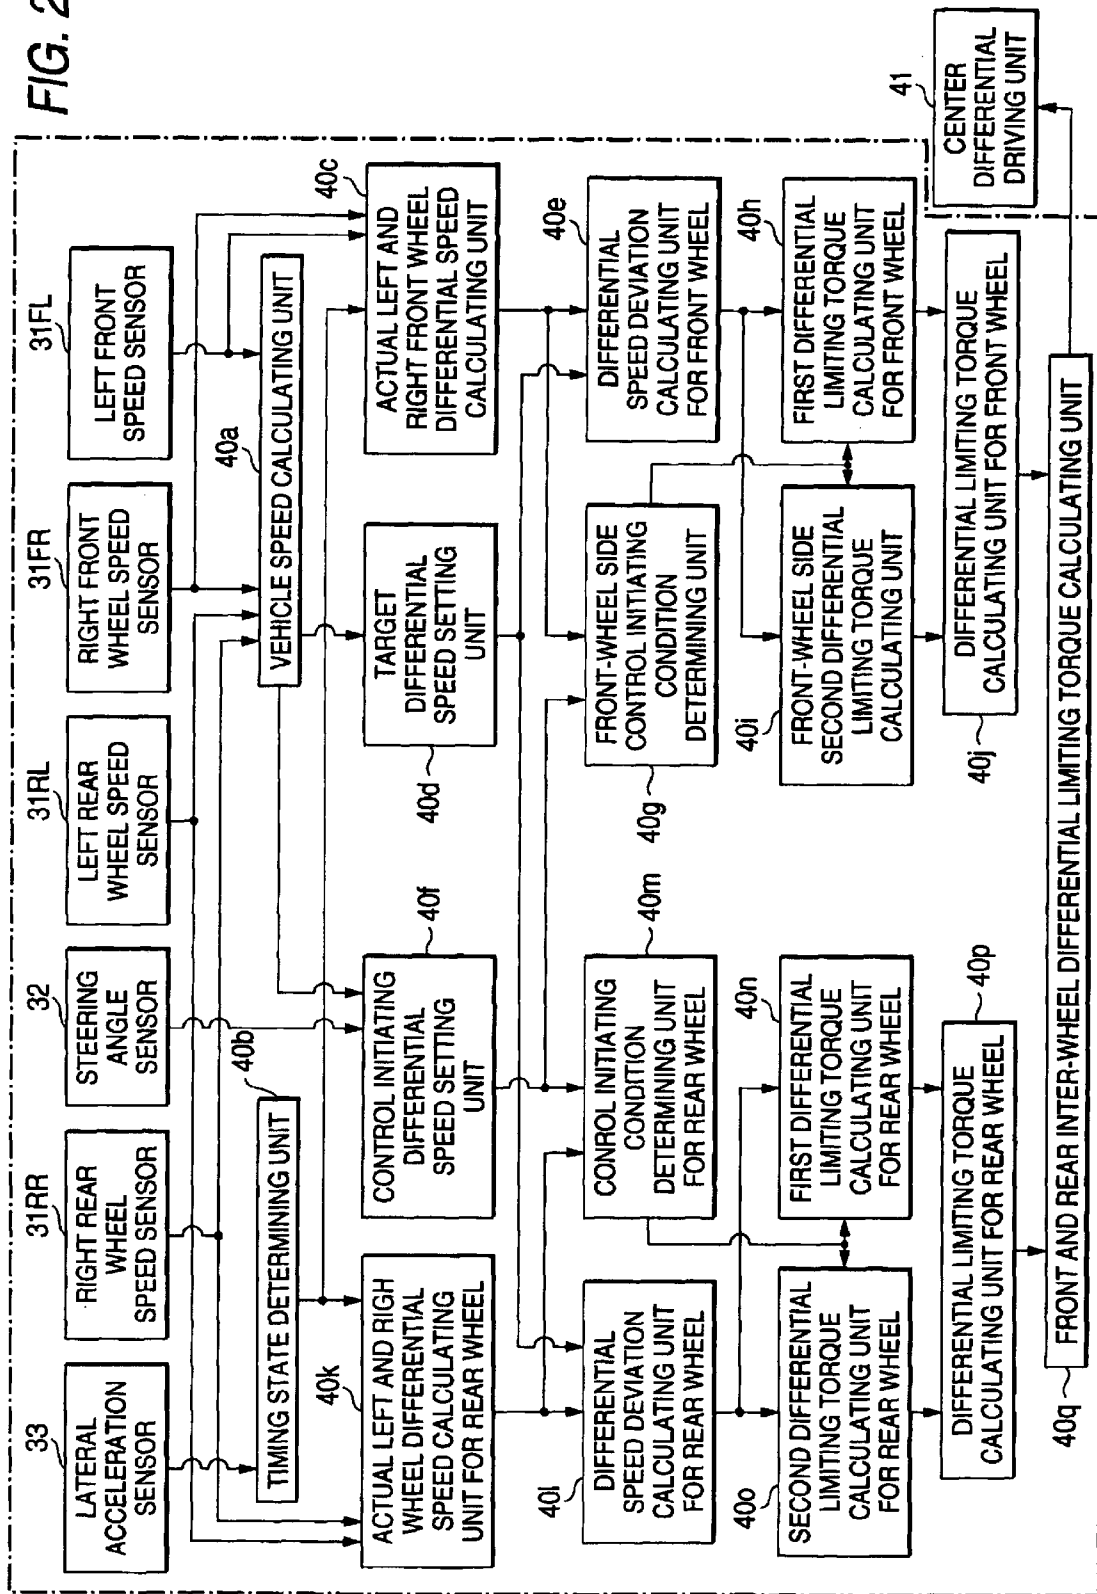 FIG. 2
33
LATERAL
ACCELERATION
SENSOR
31RR
RIGHT REAR
WHEEL
SPEED SENSOR
32
STEERING
ANGLE
SENSOR
31RL
LEFT REAR
WHEEL SPEED
SENSOR
31FR
RIGHT FRONT
WHEEL SPEED
SENSOR
31FL
LEFT FRONT
SPEED SENSOR
40b
TIMING STATE DETERMINING UNIT
40a
VEHICLE SPEED CALCULATING UNIT
40k
ACTUAL LEFT AND RIGH
WHEEL DIFFERENTIAL
SPEED CALCULATING
UNIT FOR REAR WHEEL
40f
CONTROL INITIATING
DIFFERENTIAL
SPEED SETTING
UNIT
40d
TARGET
DIFFERENTIAL
SPEED SETTING
UNIT
40c
ACTUAL LEFT AND
RIGHT FRONT WHEEL
DIFFERENTIAL SPEED
CALCULATING UNIT
40l
DIFFERENTIAL
SPEED DEVIATION
CALCULATING UNIT
FOR REAR WHEEL
40m
CONROL INITIATING
CONDITION
DETERMINING UNIT
FOR REAR WHEEL
40g
FRONT-WHEEL SIDE
CONTROL INITIATING
CONDITION
DETERMINING UNIT
40e
DIFFERENTIAL
SPEED DEVIATION
CALCULATING UNIT
FOR FRONT WHEEL
40o
SECOND DIFFERENTIAL
LIMITING TORQUE
CALCULATING UNIT
FOR REAR WHEEL
40n
FIRST DIFFERENTIAL
LIMITING TORQUE
CALCULATING UNIT
FOR REAR WHEEL
40i
FRONT-WHEEL SIDE
SECOND DIFFERENTIAL
LIMITING TORQUE
CALCULATING UNIT
40h
FIRST DIFFERENTIAL
LIMITING TORQUE
CALCULATING UNIT
FOR FRONT WHEEL
40p
DIFFERENTIAL LIMITING TORQUE
CALCULATING UNIT FOR REAR WHEEL
40j
DIFFERENTIAL LIMITING TORQUE
CALCULATING UNIT FOR FRONT WHEEL
41
CENTER
DIFFERENTIAL
DRIVING UNIT
40q
FRONT AND REAR INTER-WHEEL DIFFERENTIAL LIMITING TORQUE CALCULATING UNIT